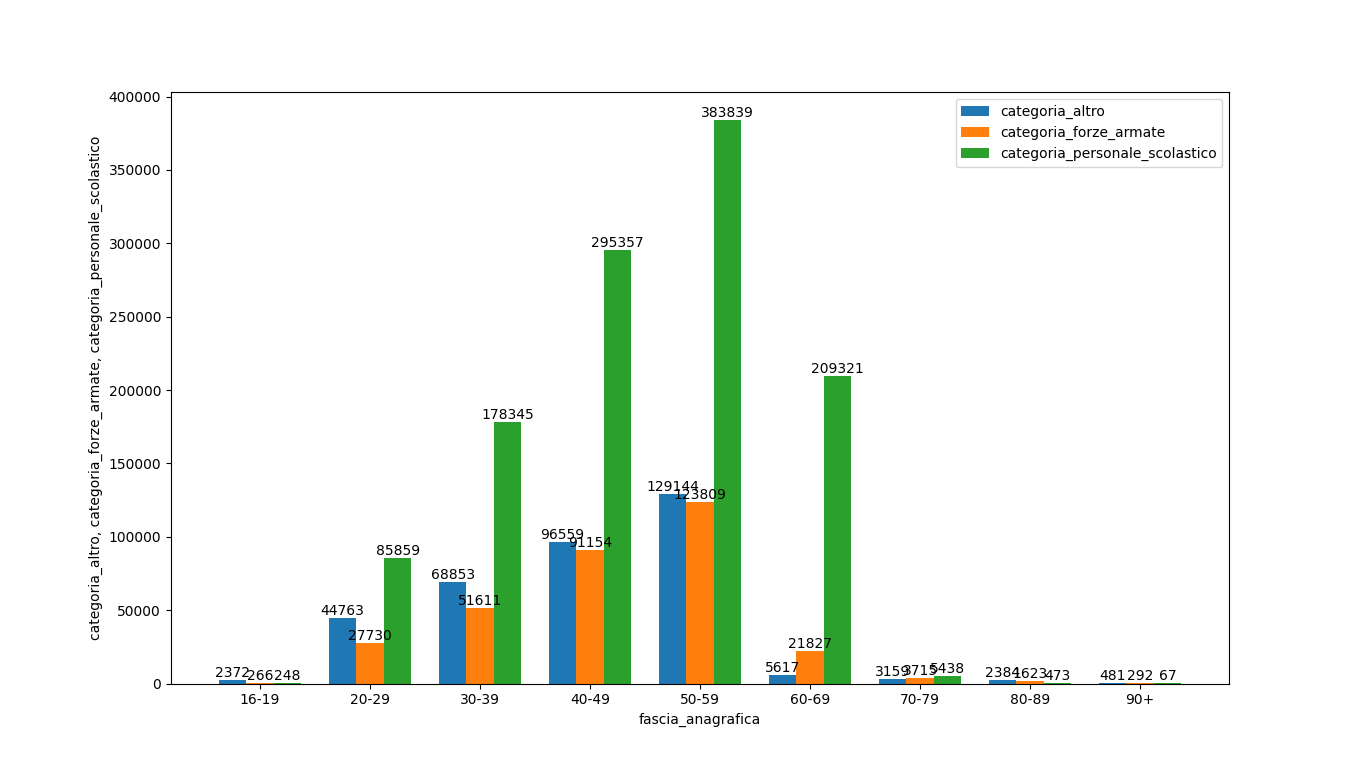 400000
350000
300000
250000
200000
150000
100000
50000
0
categoria_altro, categoria_forze_armate, categoria_personale_scolastico
categoria_altro
categoria_forze_armate
categoria_personale_scolastico
2372 266 248
44763 27730 85859
68853 51611 178345
96559 91154 295357
129144 123809 383839
5617 21827 209321
3159 3715 5438
2384 1623 473
481 292 67
16-19 20-29 30-39 40-49 50-59 60-69 70-79 80-89 90+
fascia_anagrafica